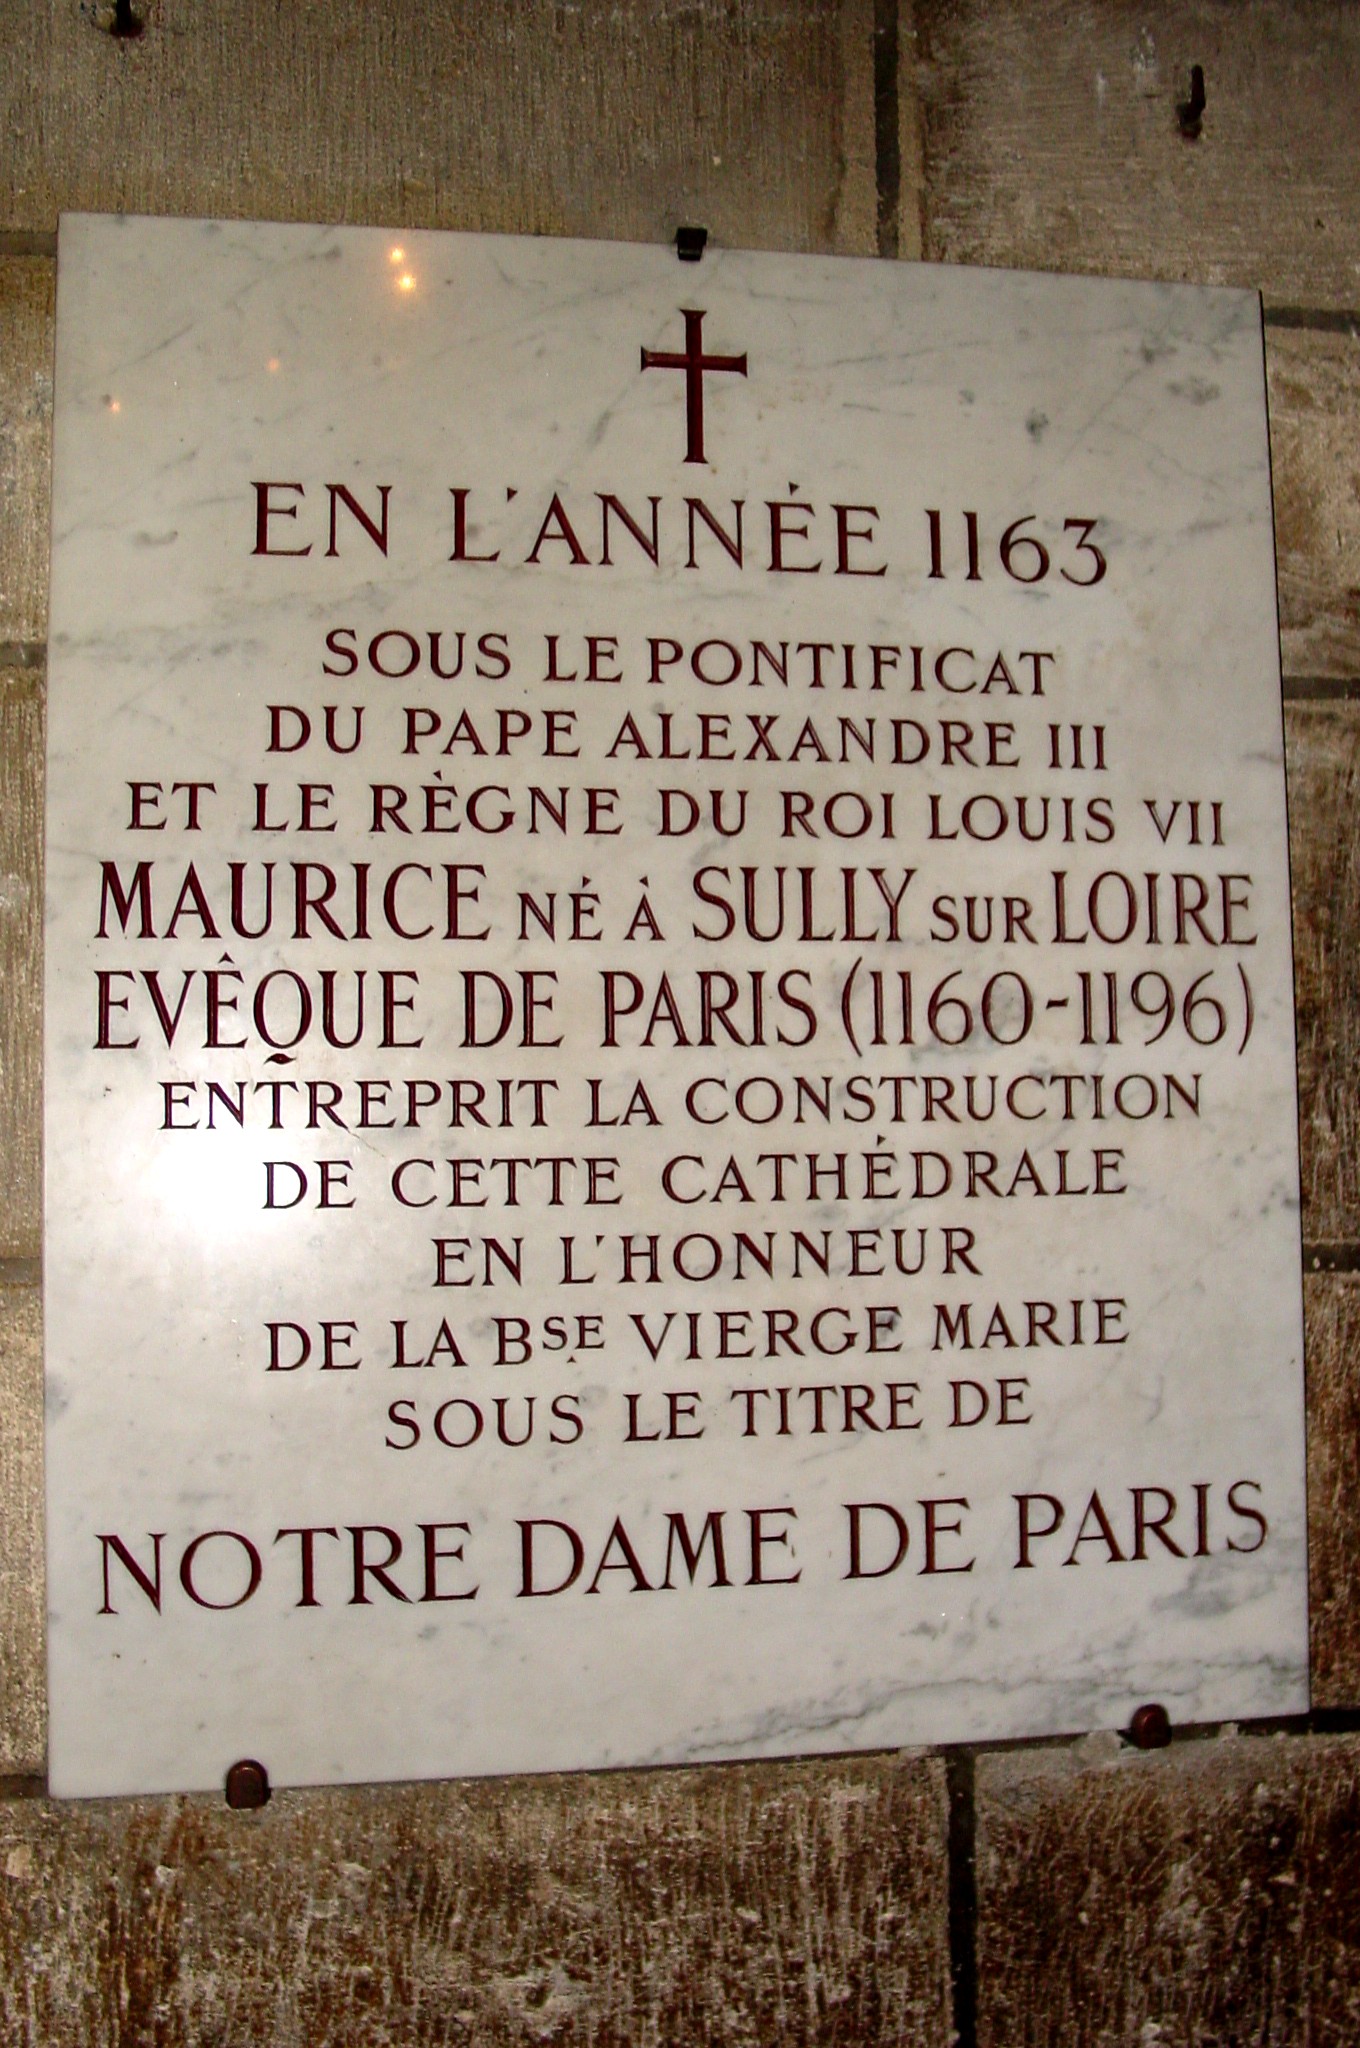 EN L'ANNÉE 1163
SOUS LE PONTIFICAT
DU PAPE ALEXANDRE III
ET LE RÈGNE DU ROI LOUIS VII
MAURICE NÉ À SULLY SUR LOIRE
EVÊQUE DE PARIS (1160-1196)
ENTREPRIT LA CONSTRUCTION
DE CETTE CATHÉDRALE
EN L'HONNEUR
DE LA BSE VIERGE MARIE
SOUS LE TITRE DE
NOTRE DAME DE PARIS